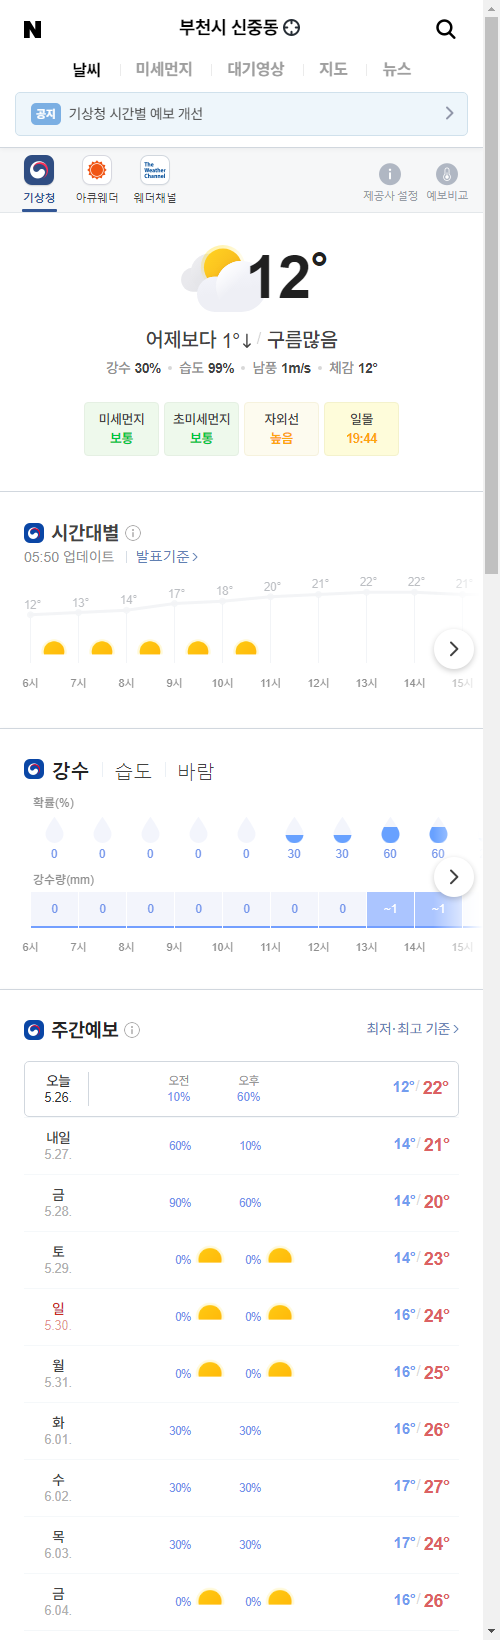 N 부천시 신중동
날씨 미세먼지 대기영상 지도 뉴스
공지 기상청 시간별 예보 개선
The Weather Channel
기상청 아큐웨더 웨더채널 제공사 설정 예보비교
12°
어제보다 1°↓ / 구름많음
강수 30% • 습도 99% • 남풍 1m/s • 체감 12°
미세먼지 초미세먼지 자외선 일몰
보통 보통 높음 19:44
시간대별
05:50 업데이트 발표기준 >
12° 13° 14° 17° 18° 20° 21° 22° 22° 21°
6시 7시 8시 9시 10시 11시 12시 13시 14시 15시
강수 습도 바람
확률(%)
0 0 0 0 0 30 30 60 60
강수량(mm)
0 0 0 0 0 0 0 ~1 ~1
6시 7시 8시 9시 10시 11시 12시 13시 14시 15시
주간예보 최저·최고 기준 >
오늘 오전 오후
5.26. 10% 60% 12°/ 22°
내일
5.27. 60% 10% 14°/ 21°
금
5.28. 90% 60% 14°/ 20°
토
5.29. 0% 0% 14°/ 23°
일
5.30. 0% 0% 16°/ 24°
월
5.31. 0% 0% 16°/ 25°
화
6.01. 30% 30% 16°/ 26°
수
6.02. 30% 30% 17°/ 27°
목
6.03. 30% 30% 17°/ 24°
금
6.04. 0% 0% 16°/ 26°